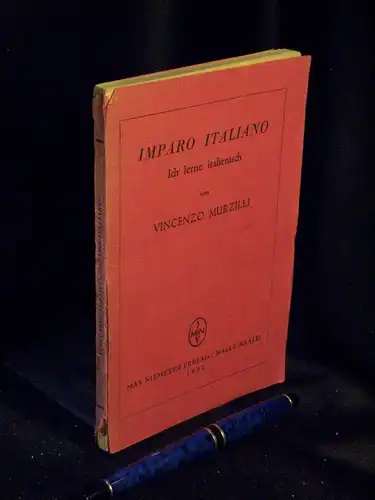 IMPARO ITALIANO
Ich lerne italienisch
von
VINCENZO MURZILLI
MAX NIEMEYER VERLAG / HALLE (SAALE)